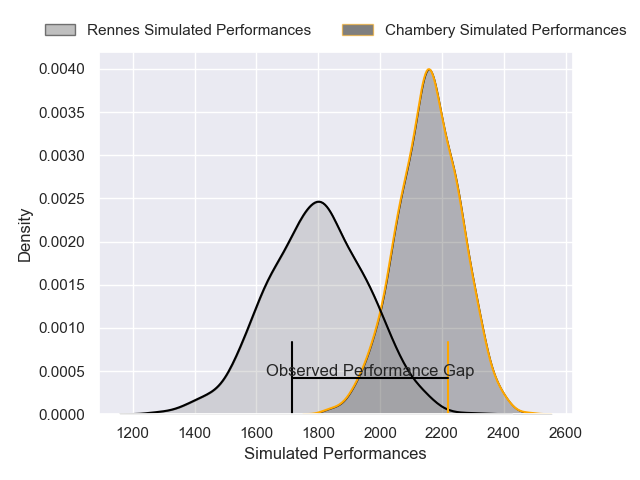 Rennes Simulated Performances
Chambery Simulated Performances
0.0040
0.0035
0.0030
0.0025
0.0020
0.0015
0.0010
0.0005
0.0000
Density
Observed Performance Gap
1200 1400 1600 1800 2000 2200 2400 2600
Simulated Performances